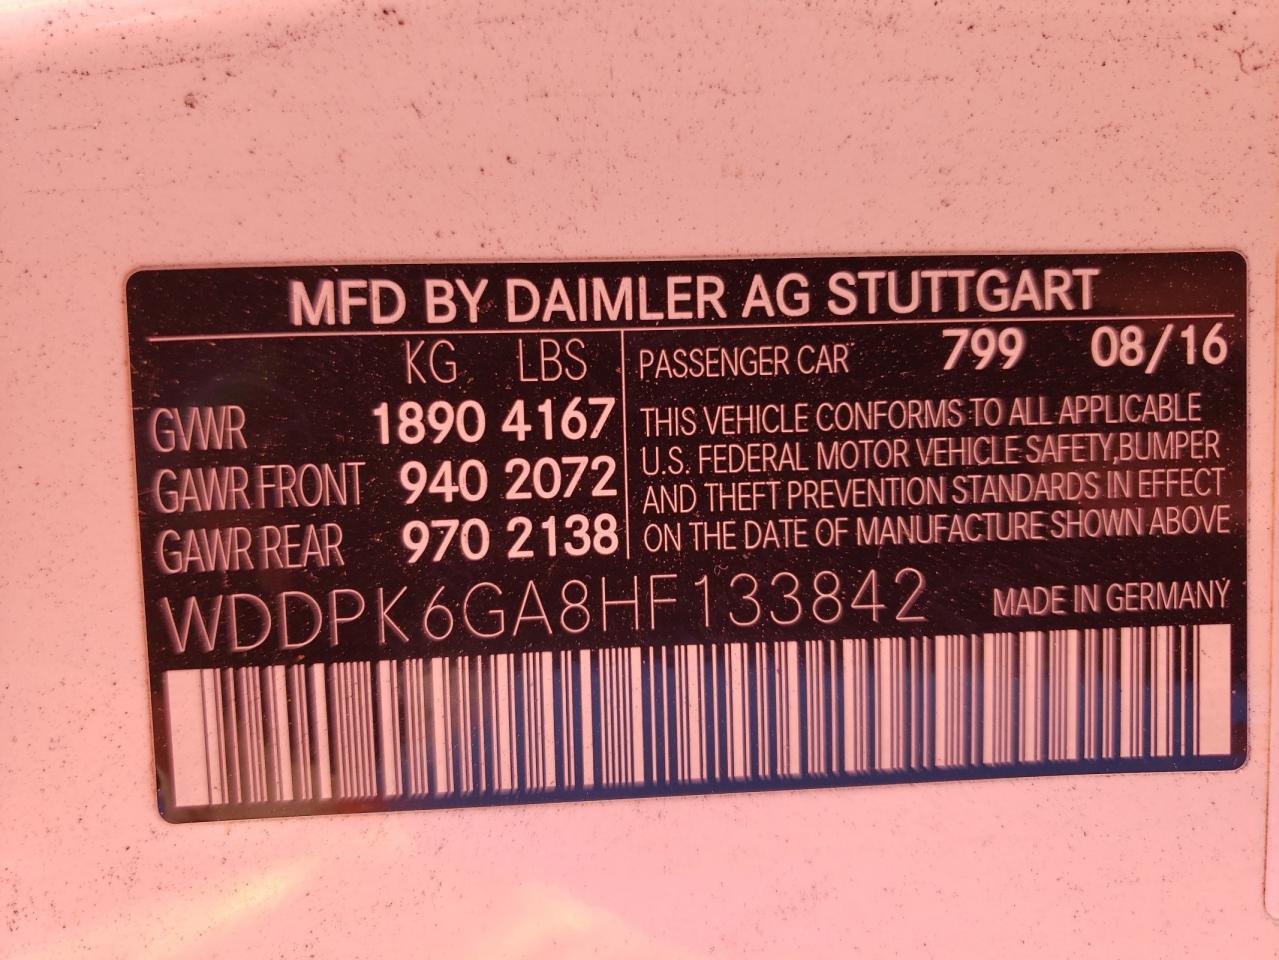 MFD BY DAIMLER AG STUTTGART
KG LBS
GVWR 1890 4167
GAWR FRONT 940 2072
GAWR REAR 970 2138
PASSENGER CAR 799 08/16
THIS VEHICLE CONFORMS TO ALL APPLICABLE
U.S. FEDERAL MOTOR VEHICLE SAFETY,BUMPER
AND THEFT PREVENTION STANDARDS IN EFFECT
ON THE DATE OF MANUFACTURE SHOWN ABOVE
WDDPK6GA8HF133842 MADE IN GERMANY